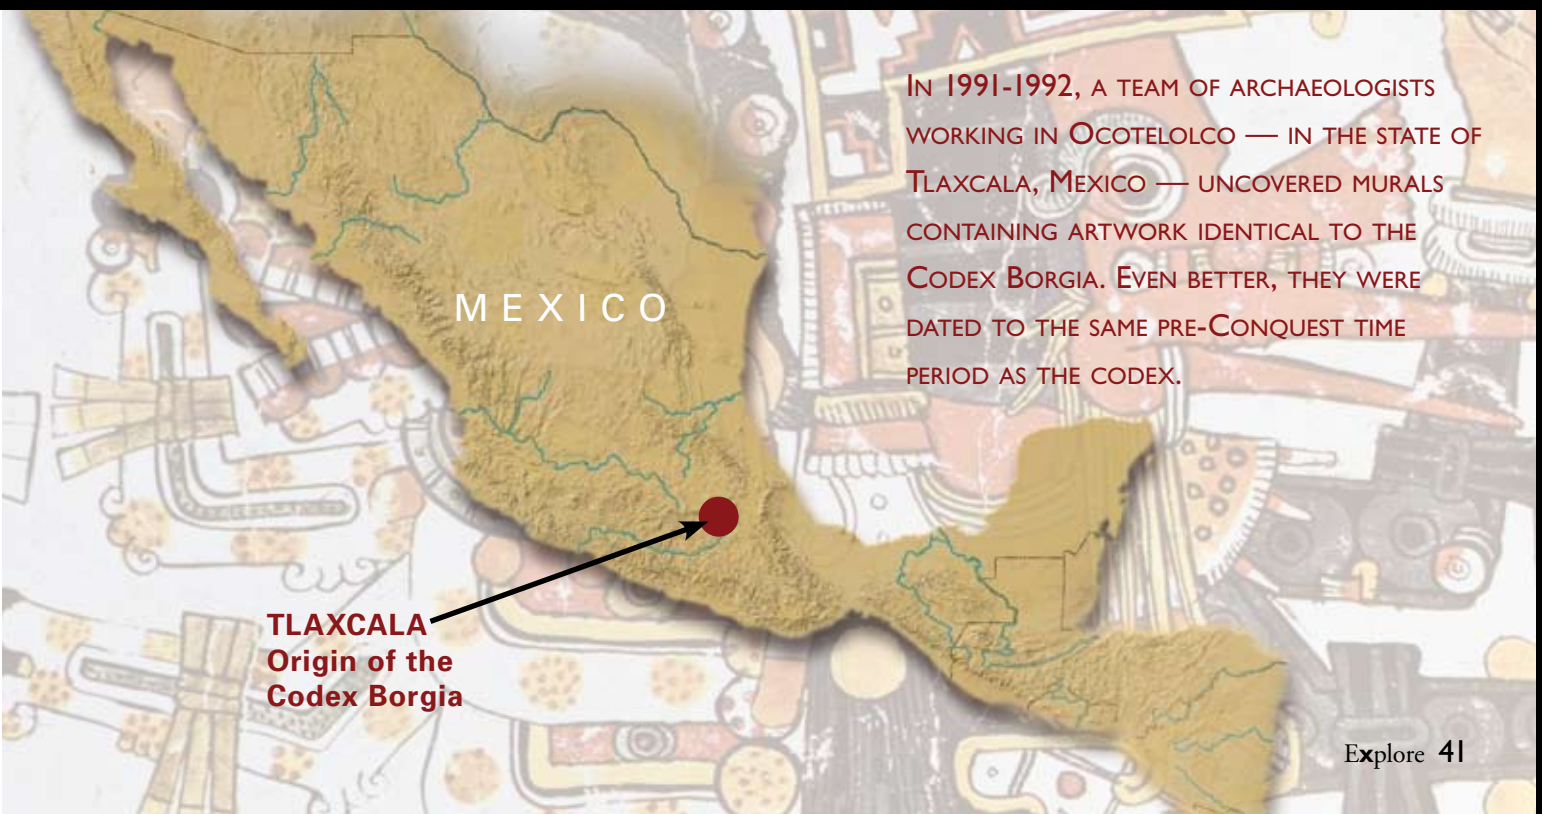 In 1991-1992, a team of archaeologists
working in Ocotelolco — in the state of
Tlaxcala, Mexico — uncovered murals
containing artwork identical to the
Codex Borgia. Even better, they were
dated to the same pre-Conquest time
period as the codex.
MEXICO
TLAXCALA
Origin of the
Codex Borgia
Explore 41